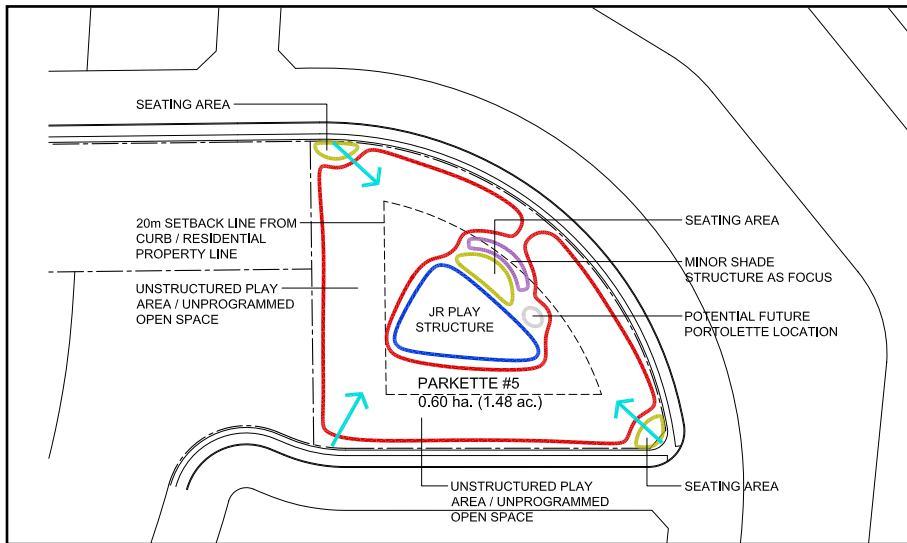 SEATING AREA
20m SETBACK LINE FROM
CURB / RESIDENTIAL
PROPERTY LINE
UNSTRUCTURED PLAY
AREA / UNPROGRAMMED
OPEN SPACE
JR PLAY
STRUCTURE
SEATING AREA
MINOR SHADE
STRUCTURE AS FOCUS
POTENTIAL FUTURE
PORTOLETTE LOCATION
PARKETTE #5
0.60 ha. (1.48 ac.)
UNSTRUCTURED PLAY
AREA / UNPROGRAMMED
OPEN SPACE
SEATING AREA